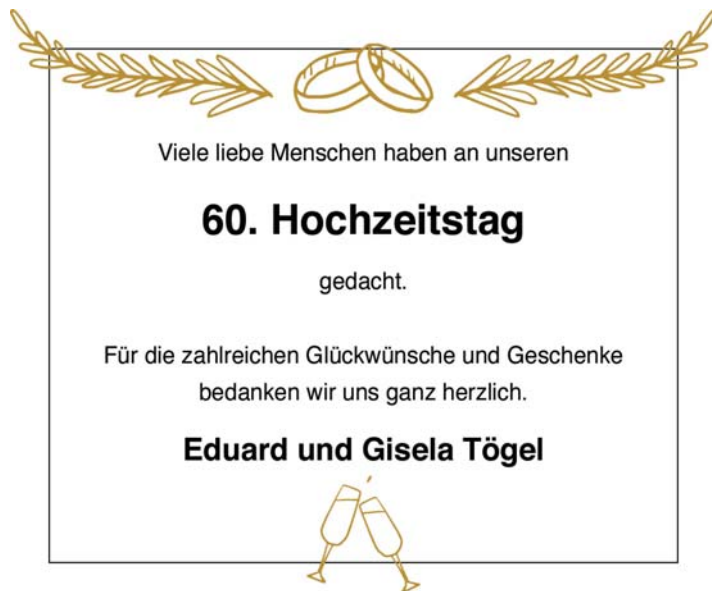 Viele liebe Menschen haben an unseren
60. Hochzeitstag
gedacht.
Für die zahlreichen Glückwünsche und Geschenke
bedanken wir uns ganz herzlich.
Eduard und Gisela Tögel